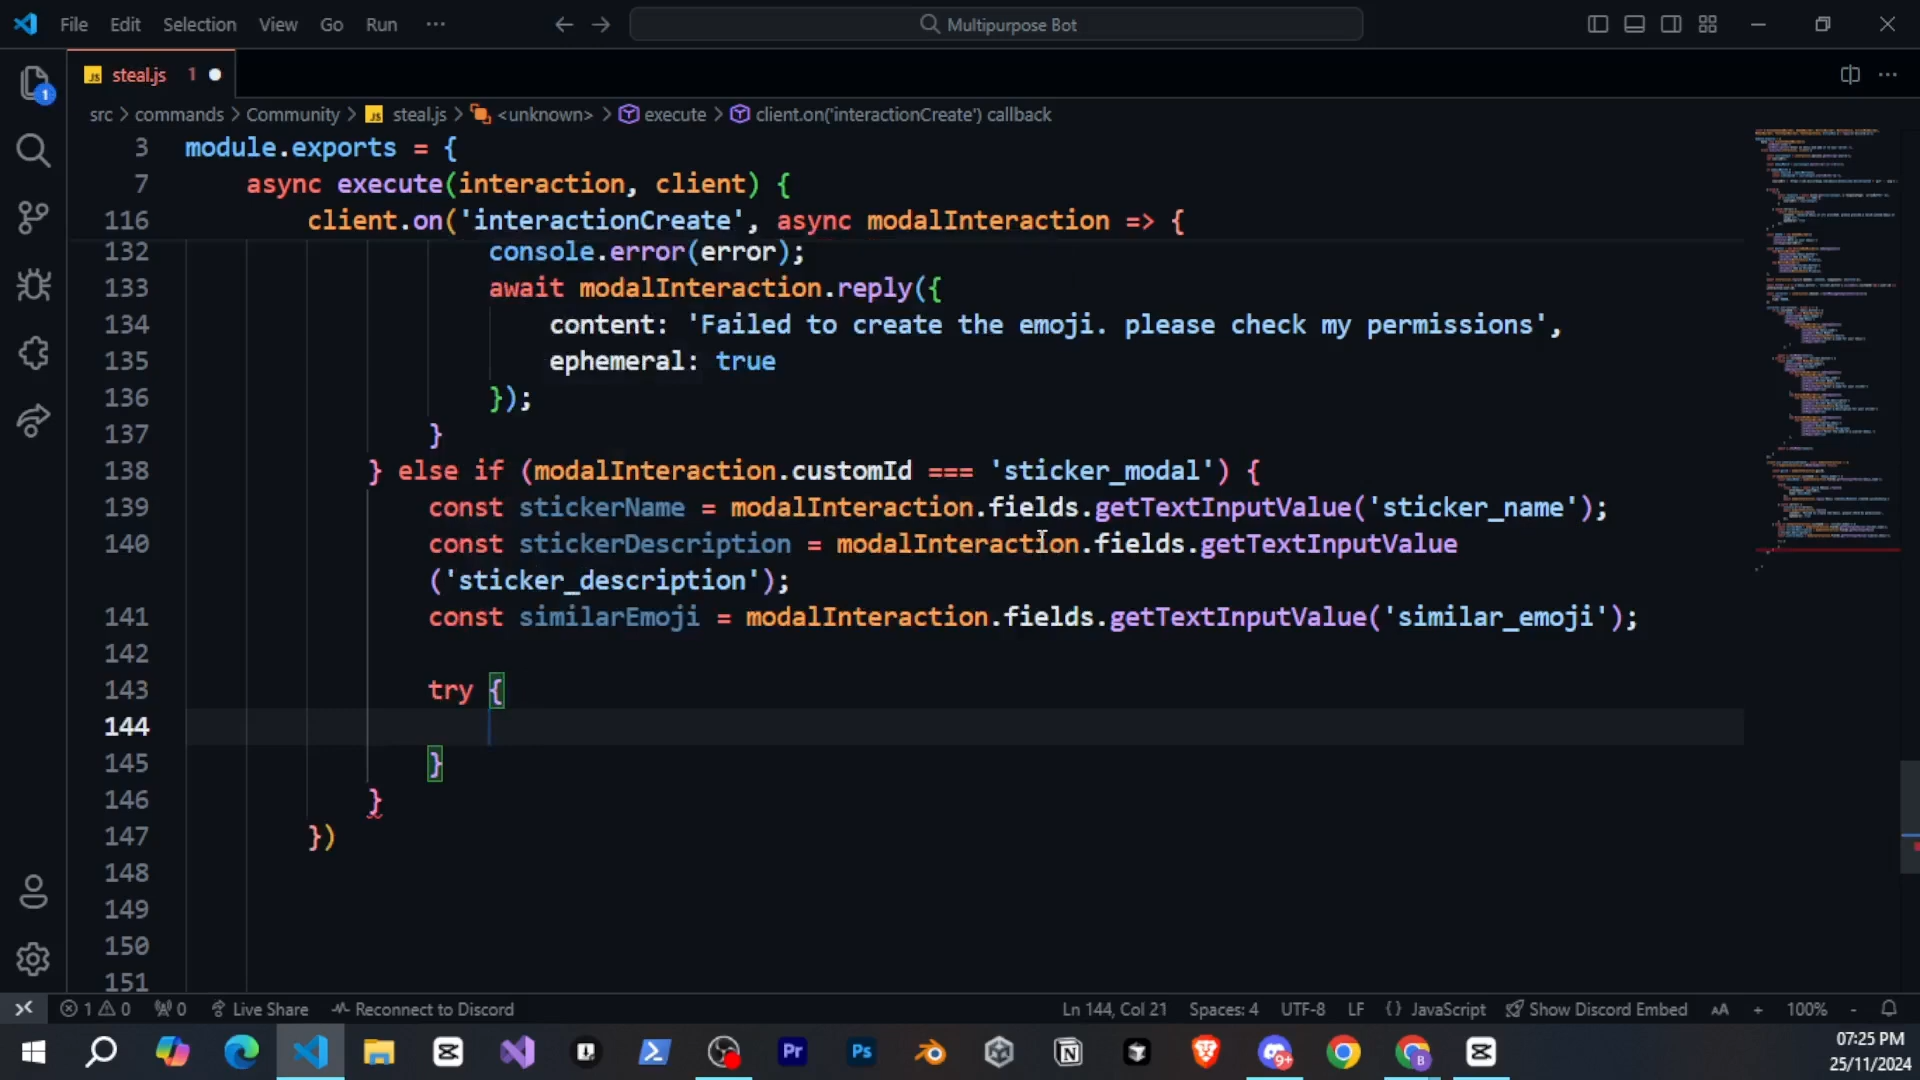 File Edit Selection View Go Run ··· Multipurpose Bot
JS steal.js 1
src > commands > Community > JS steal.js > <unknown> > execute > client.on('interactionCreate') callback
3 module.exports = {
7 async execute(interaction, client) {
116 client.on('interactionCreate', async modalInteraction => {
132 console.error(error);
133 await modalInteraction.reply({
134 content: 'Failed to create the emoji. please check my permissions',
135 ephemeral: true
136 });
137 }
138 } else if (modalInteraction.customId === 'sticker_modal') {
139 const stickerName = modalInteraction.fields.getTextInputValue('sticker_name');
140 const stickerDescription = modalInteraction.fields.getTextInputValue
('sticker_description');
141 const similarEmoji = modalInteraction.fields.getTextInputValue('similar_emoji');
142
143 try {
144
145 }
146 }
147 })
148
149
150
151
1 0 0 Live Share Reconnect to Discord Ln 144, Col 21 Spaces: 4 UTF-8 LF {} JavaScript Show Discord Embed AA + 100% -
Pr Ps 9+ B 07:25 PM
25/11/2024